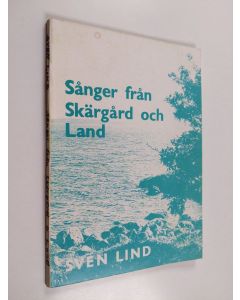 Sånger från
Skärgård och
Land
SVEN LIND